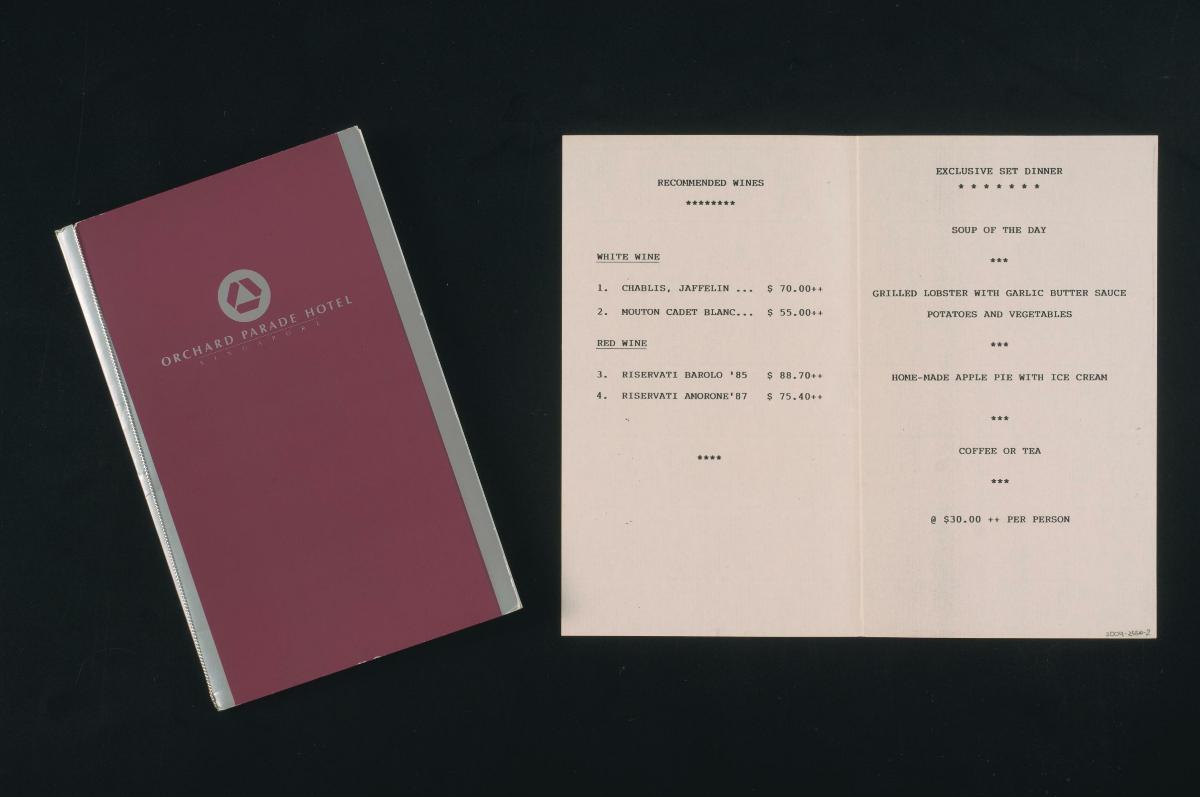 ORCHARD PARADE HOTEL
SINGAPORE
RECOMMENDED WINES
********
WHITE WINE
1. CHABLIS, JAFFELIN ... $ 70.00++
2. MOUTON CADET BLANC... $ 55.00++
RED WINE
3. RISERVATI BAROLO '85 $ 88.70++
4. RISERVATI AMORONE'87 $ 75.40++
****
EXCLUSIVE SET DINNER
* * * * * * *
SOUP OF THE DAY
***
GRILLED LOBSTER WITH GARLIC BUTTER SAUCE
POTATOES AND VEGETABLES
***
HOME-MADE APPLE PIE WITH ICE CREAM
***
COFFEE OR TEA
***
@ $30.00 ++ PER PERSON